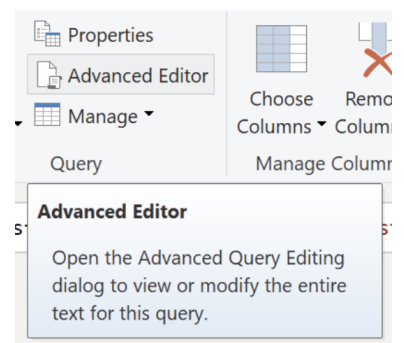 Properties
Advanced Editor
Manage
Choose
Columns
Query
Manage
Advanced Editor
Open the Advanced Query Editing
dialog to view or modify the entire
text for this query.